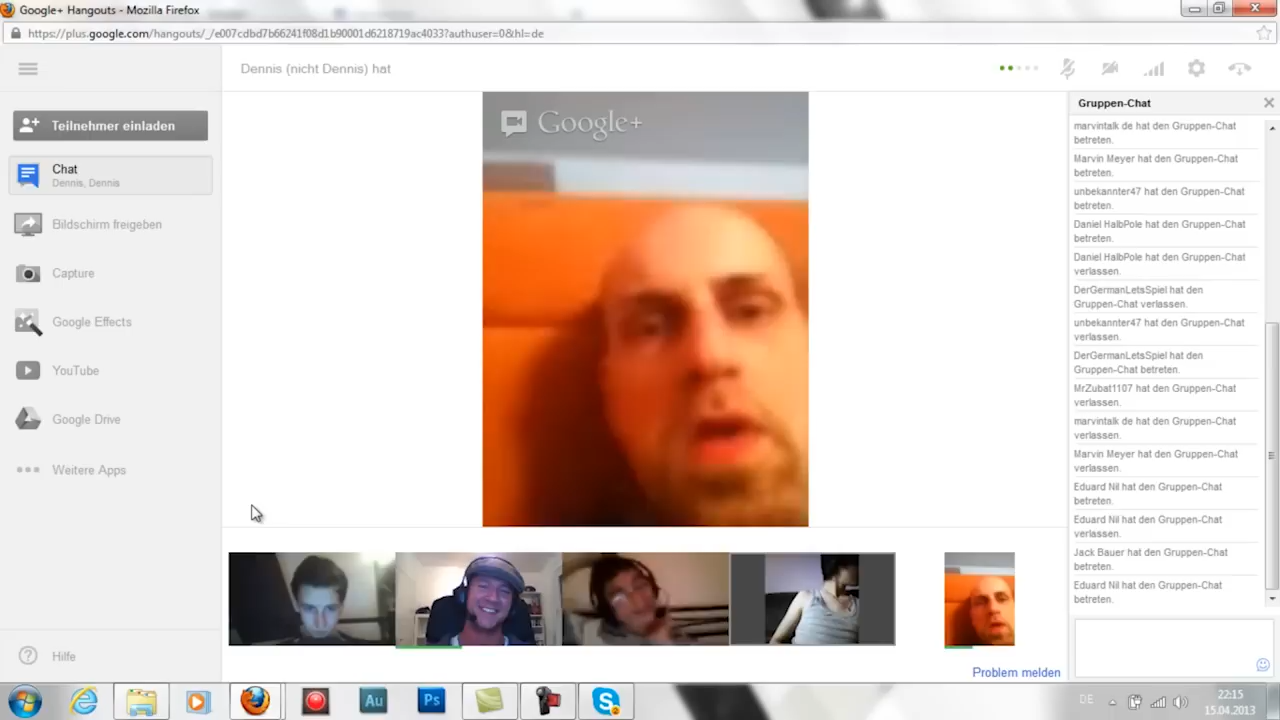 Google+ Hangouts - Mozilla Firefox
https://plus.google.com/hangouts/_/e007cdbd7b66241f08d1b90001d6218719ac4033?authuser=0&hl=de
Dennis (nicht Dennis) hat
Teilnehmer einladen
Chat
Dennis, Dennis
Bildschirm freigeben
Capture
Google Effects
YouTube
Google Drive
Weitere Apps
Hilfe
Google+
Problem melden
Gruppen-Chat
marvintalk de hat den Gruppen-Chat
betreten.
Marvin Meyer hat den Gruppen-Chat
betreten.
unbekannter47 hat den Gruppen-Chat
betreten.
Daniel HalbPole hat den Gruppen-Chat
betreten.
Daniel HalbPole hat den Gruppen-Chat
verlassen.
DerGermanLetsSpiel hat den
Gruppen-Chat verlassen.
unbekannter47 hat den Gruppen-Chat
verlassen.
DerGermanLetsSpiel hat den
Gruppen-Chat betreten.
MrZubat1107 hat den Gruppen-Chat
verlassen.
marvintalk de hat den Gruppen-Chat
verlassen.
Marvin Meyer hat den Gruppen-Chat
verlassen.
Eduard Nil hat den Gruppen-Chat
betreten.
Eduard Nil hat den Gruppen-Chat
verlassen.
Jack Bauer hat den Gruppen-Chat
betreten.
Eduard Nil hat den Gruppen-Chat
betreten.
Au
Ps
DE
22:15
15.04.2013